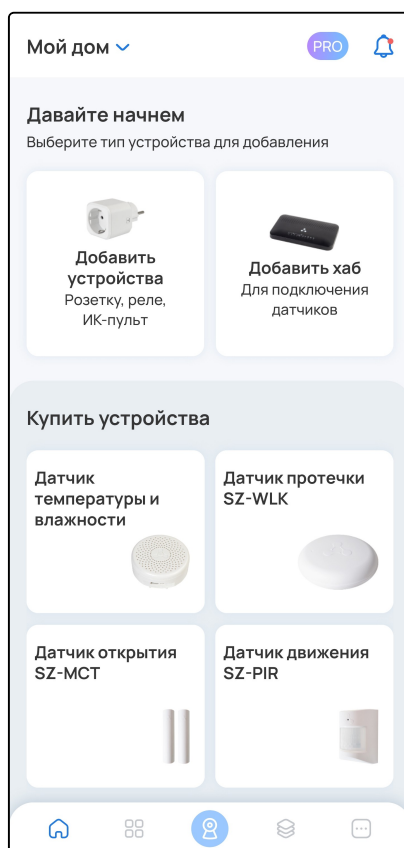 Мой дом
PRO
Давайте начнем
Выберите тип устройства для добавления
Добавить
устройства
Розетку, реле,
ИК-пульт
Добавить хаб
Для подключения
датчиков
Купить устройства
Датчик
температуры и
влажности
Датчик протечки
SZ-WLK
Датчик открытия
SZ-MCT
Датчик движения
SZ-PIR